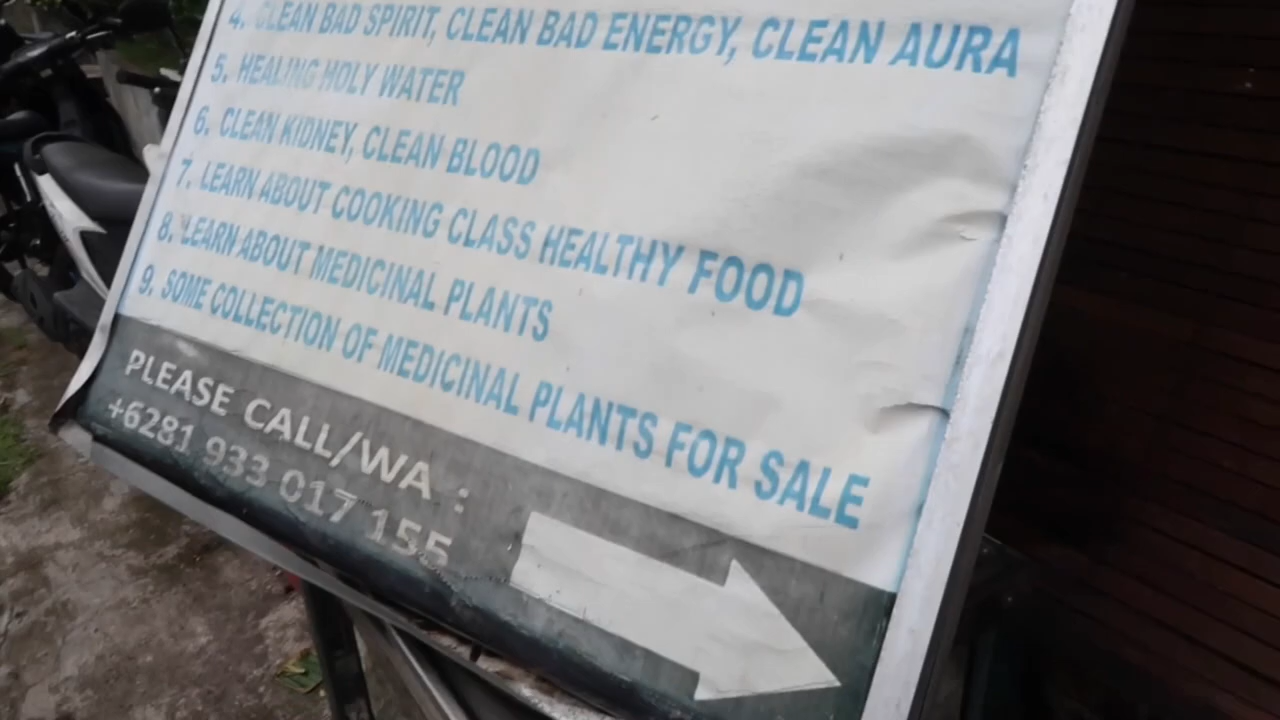 4. CLEAN BAD SPIRIT, CLEAN BAD ENERGY, CLEAN AURA
5. HEALING HOLY WATER
6. CLEAN KIDNEY, CLEAN BLOOD
7. LEARN ABOUT COOKING CLASS HEALTHY FOOD
8. LEARN ABOUT MEDICINAL PLANTS
9. SOME COLLECTION OF MEDICINAL PLANTS FOR SALE
PLEASE CALL/WA :
+6281 933 017 155